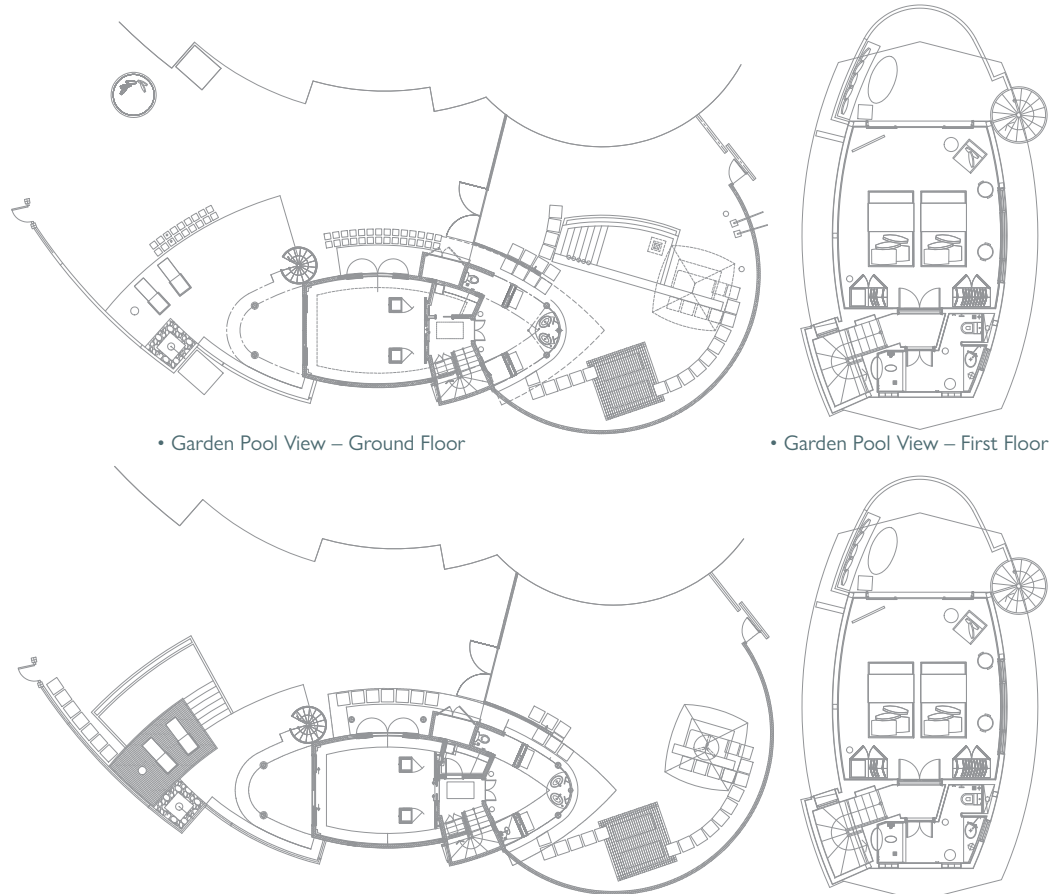 • Garden Pool View – Ground Floor
• Garden Pool View – First Floor